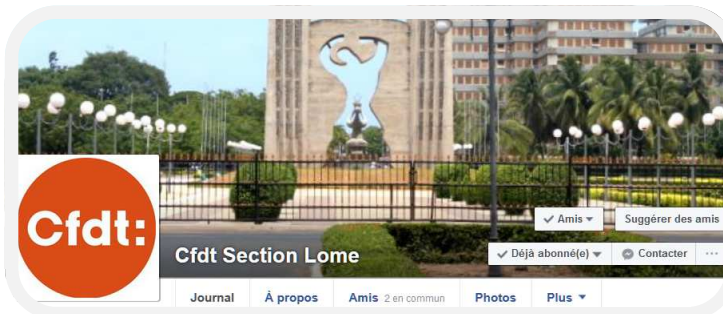 Cfdt:
Amis
Suggérer des amis
Cfdt Section Lome
Déjà abonné(e)
Contacter
...
Journal
À propos
Amis 2 en commun
Photos
Plus